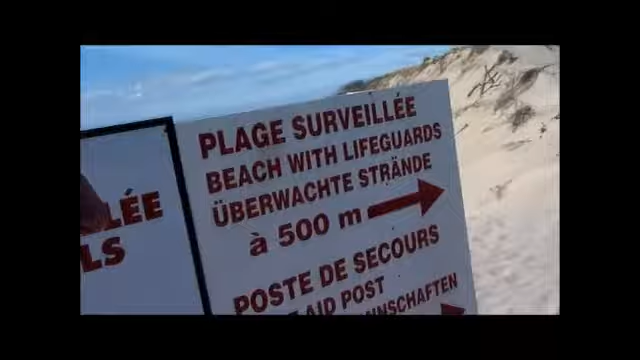 PLAGE SURVEILLÉE
BEACH WITH LIFEGUARDS
ÜBERWACHTE STRÄNDE
à 500 m
POSTE DE SECOURS
AID POST